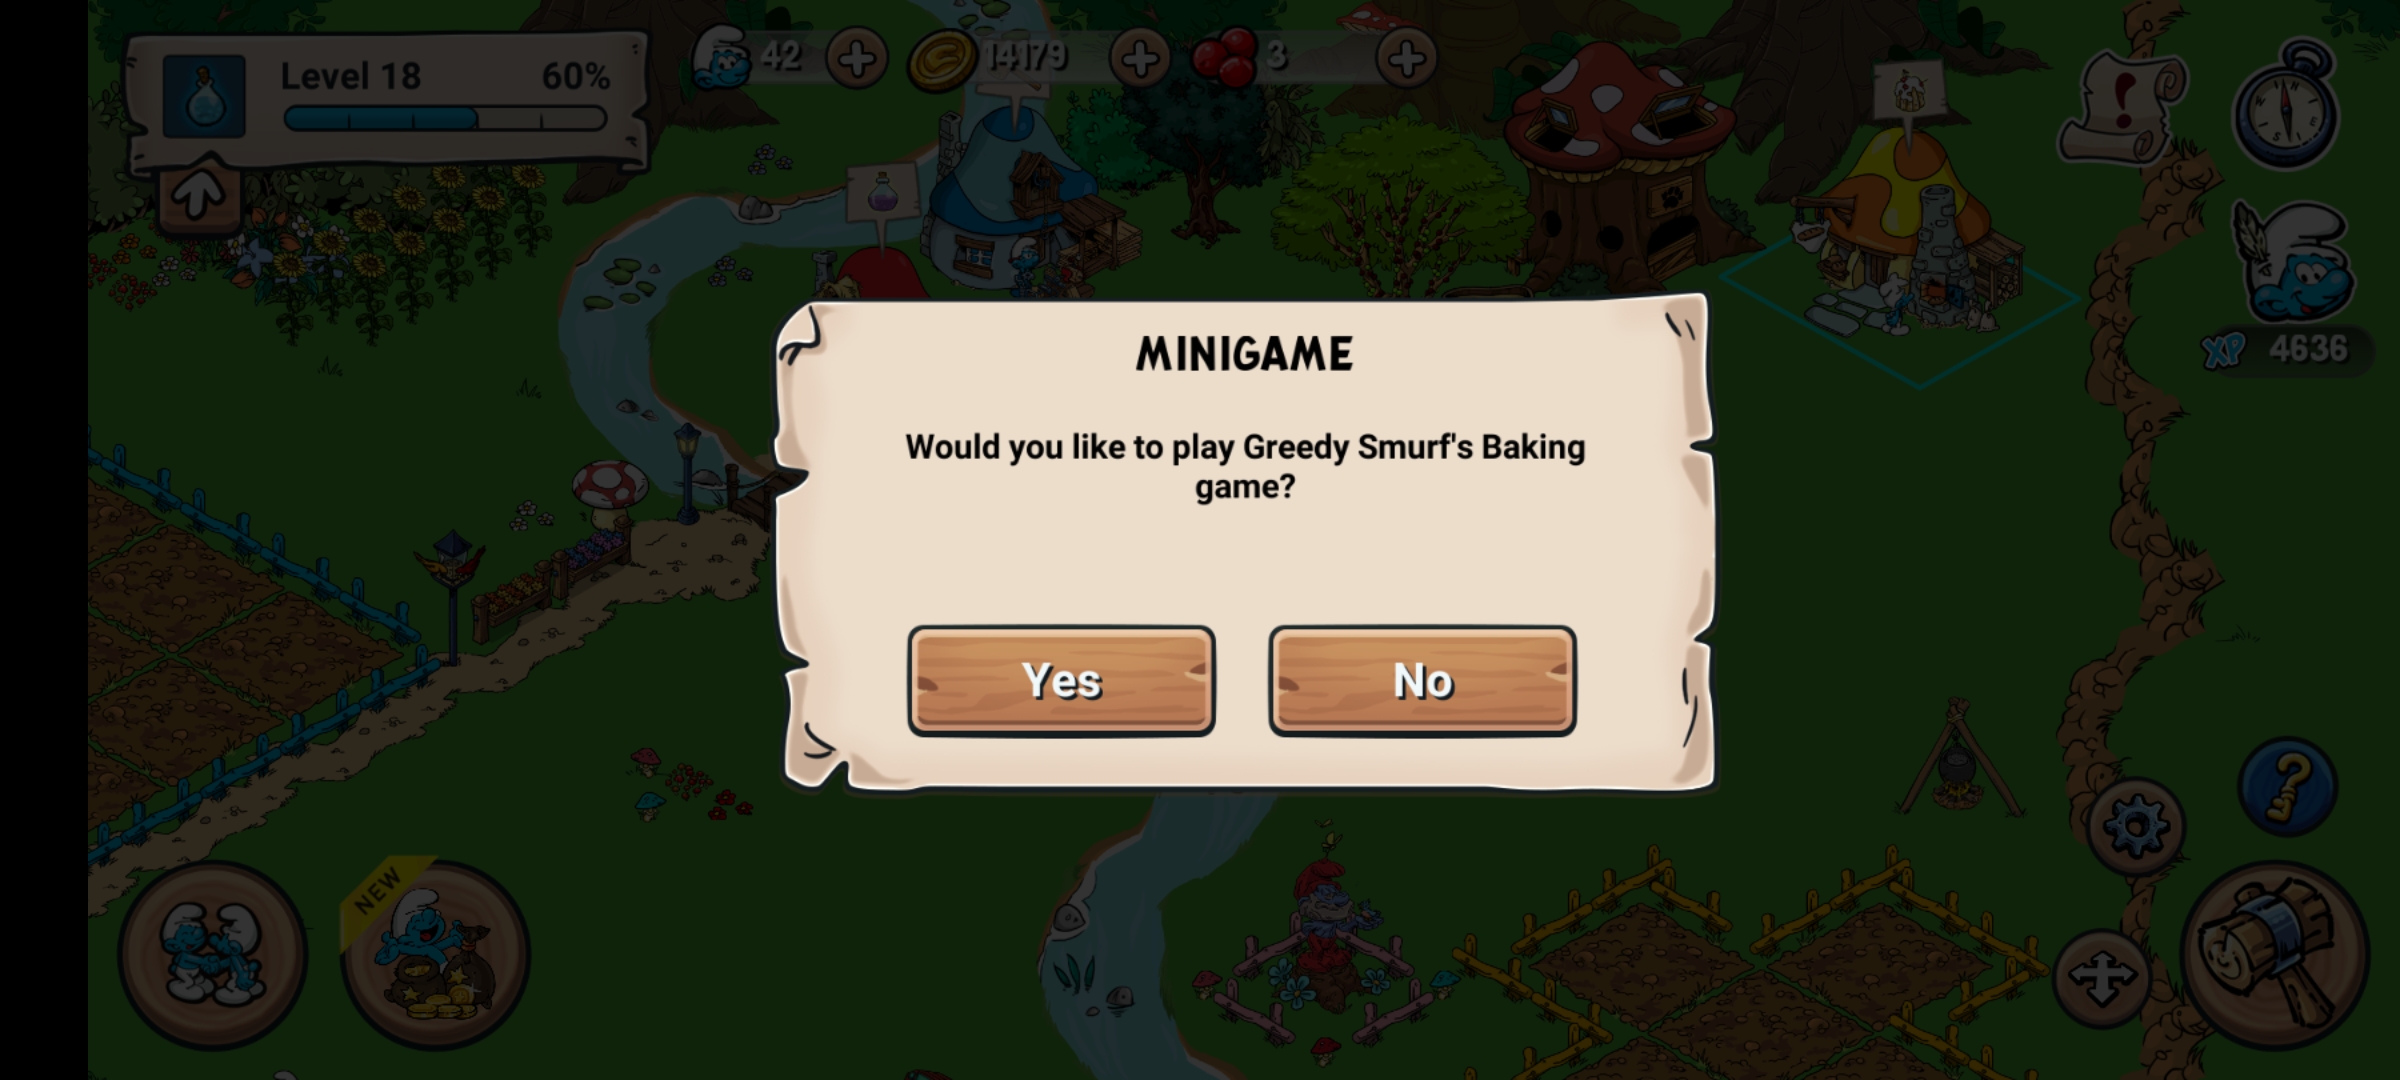 Level 18
60%
42
14179
3
4636
XP
MINIGAME
Would you like to play Greedy Smurf's Baking
game?
Yes
No
NEW